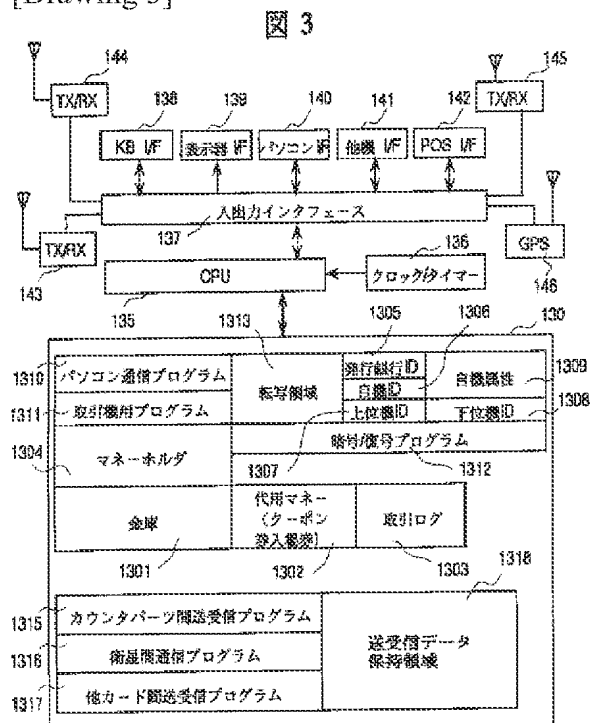 [Drawing 3]
図 3
144
145
TX/RX
138
139
140
141
142
TX/RX
KB I/F
表示器 I/F
パソコン I/F
他機 I/F
POS I/F
入出力インタフェース
137
136
TX/RX
GPS
CPU
クロック/タイマー
143
146
135
1313
1305
1306
130
1310
パソコン通信プログラム
転写領域
発行銀行ID
自機ID
自機属性
1309
1311
取引機用プログラム
上位機ID
下位機ID
1308
1304
マネーホルダ
暗号/復号プログラム
1307
1312
金庫
代用マネー
(クーポン
券入場券)
取引ログ
1301
1302
1303
1318
1315
カウンタパーツ間送受信プログラム
送受信データ
保持領域
1316
衛星間通信プログラム
1317
他カード間送受信プログラム